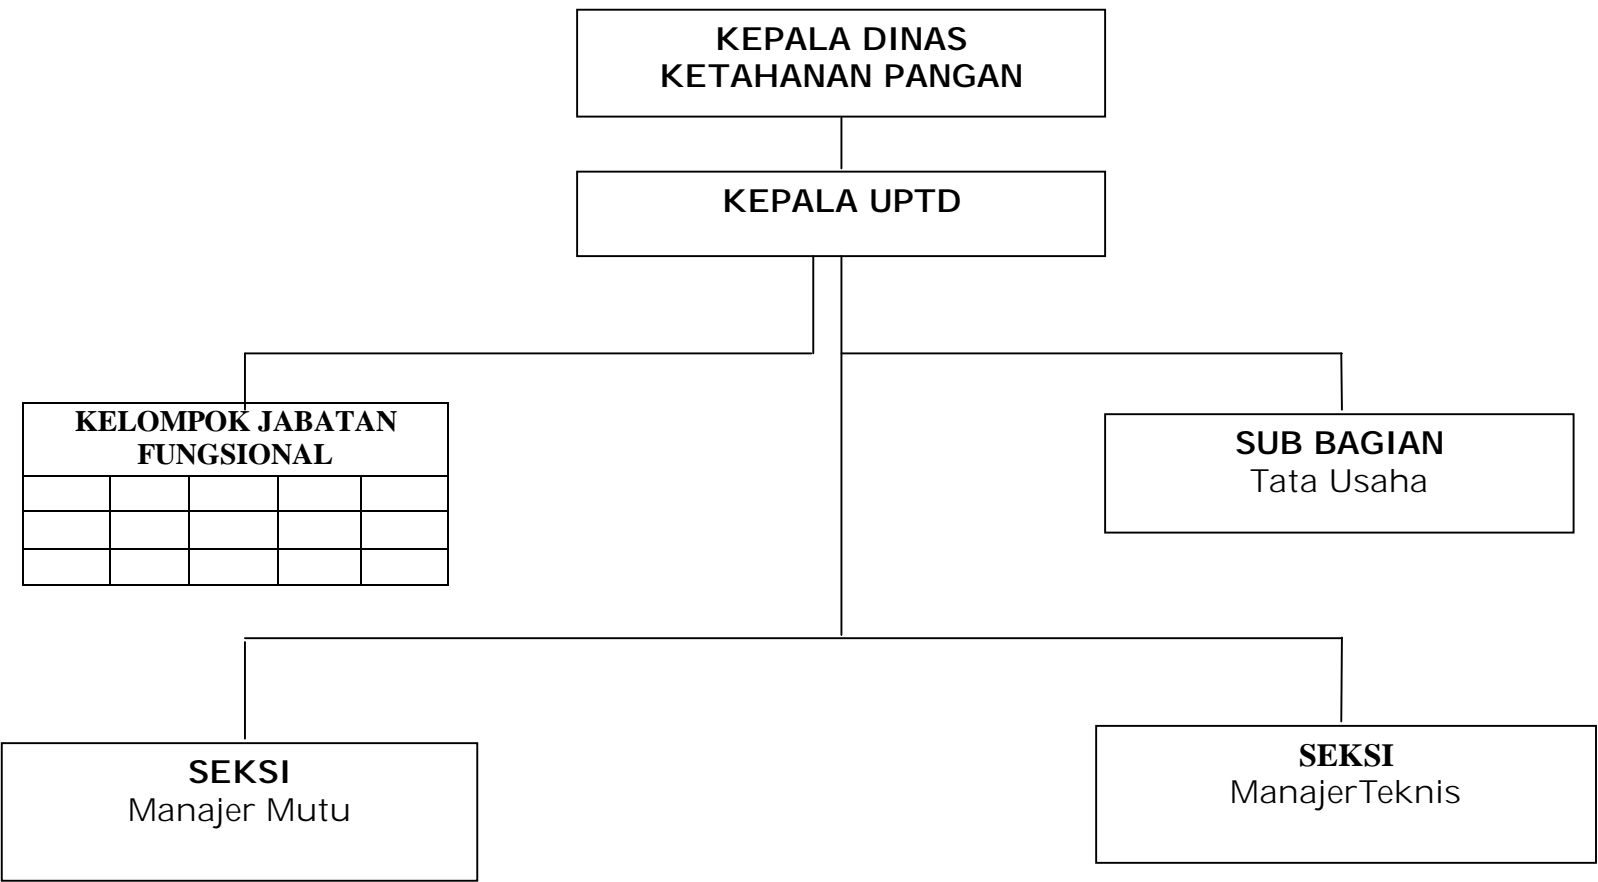 KEPALA DINAS
KETAHANAN PANGAN
KEPALA UPTD
KELOMPOK JABATAN
FUNGSIONAL
SUB BAGIAN
Tata Usaha
SEKSI
Manajer Mutu
SEKSI
ManajerTeknis